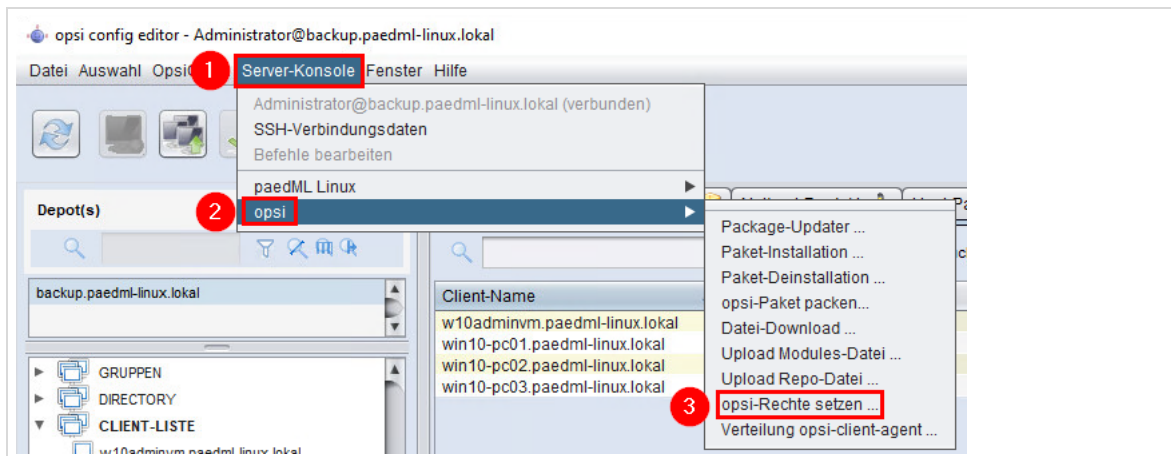 opsi config editor - Administrator@backup.paedml-linux.lokal
Datei Auswahl 1 Server-Konsole Fenster Hilfe
Administrator@backup.paedml-linux.lokal (verbunden)
SSH-Verbindungsdaten
Befehle bearbeiten
paedML Linux
Depot(s)
2 opsi
Package-Updater ...
Paket-Installation ...
Paket-Deinstallation ...
opsi-Paket packen...
Datei-Download ...
Upload Modules-Datei ...
Upload Repo-Datei ...
3 opsi-Rechte setzen ...
Verteilung opsi-client-agent ...
backup.paedml-linux.lokal
Client-Name
w10adminvm.paedml-linux.lokal
win10-pc01.paedml-linux.lokal
win10-pc02.paedml-linux.lokal
win10-pc03.paedml-linux.lokal
GRUPPEN
DIRECTORY
CLIENT-LISTE
w10adminvm.paedml-linux.lokal